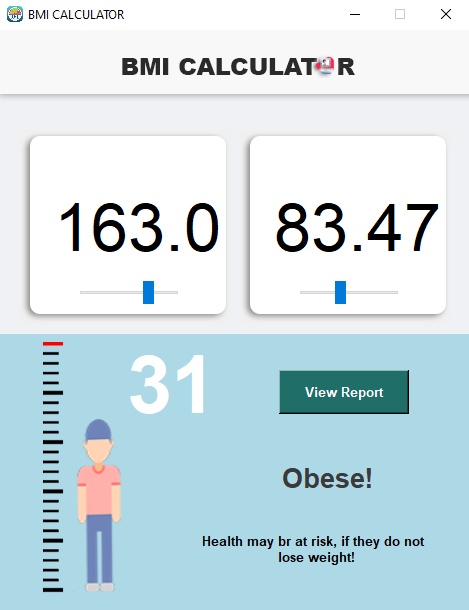 BMI CALCULATOR
BMI CALCULATOR
163.0 83.47
31
View Report
Obese!
Health may br at risk, if they do not
lose weight!